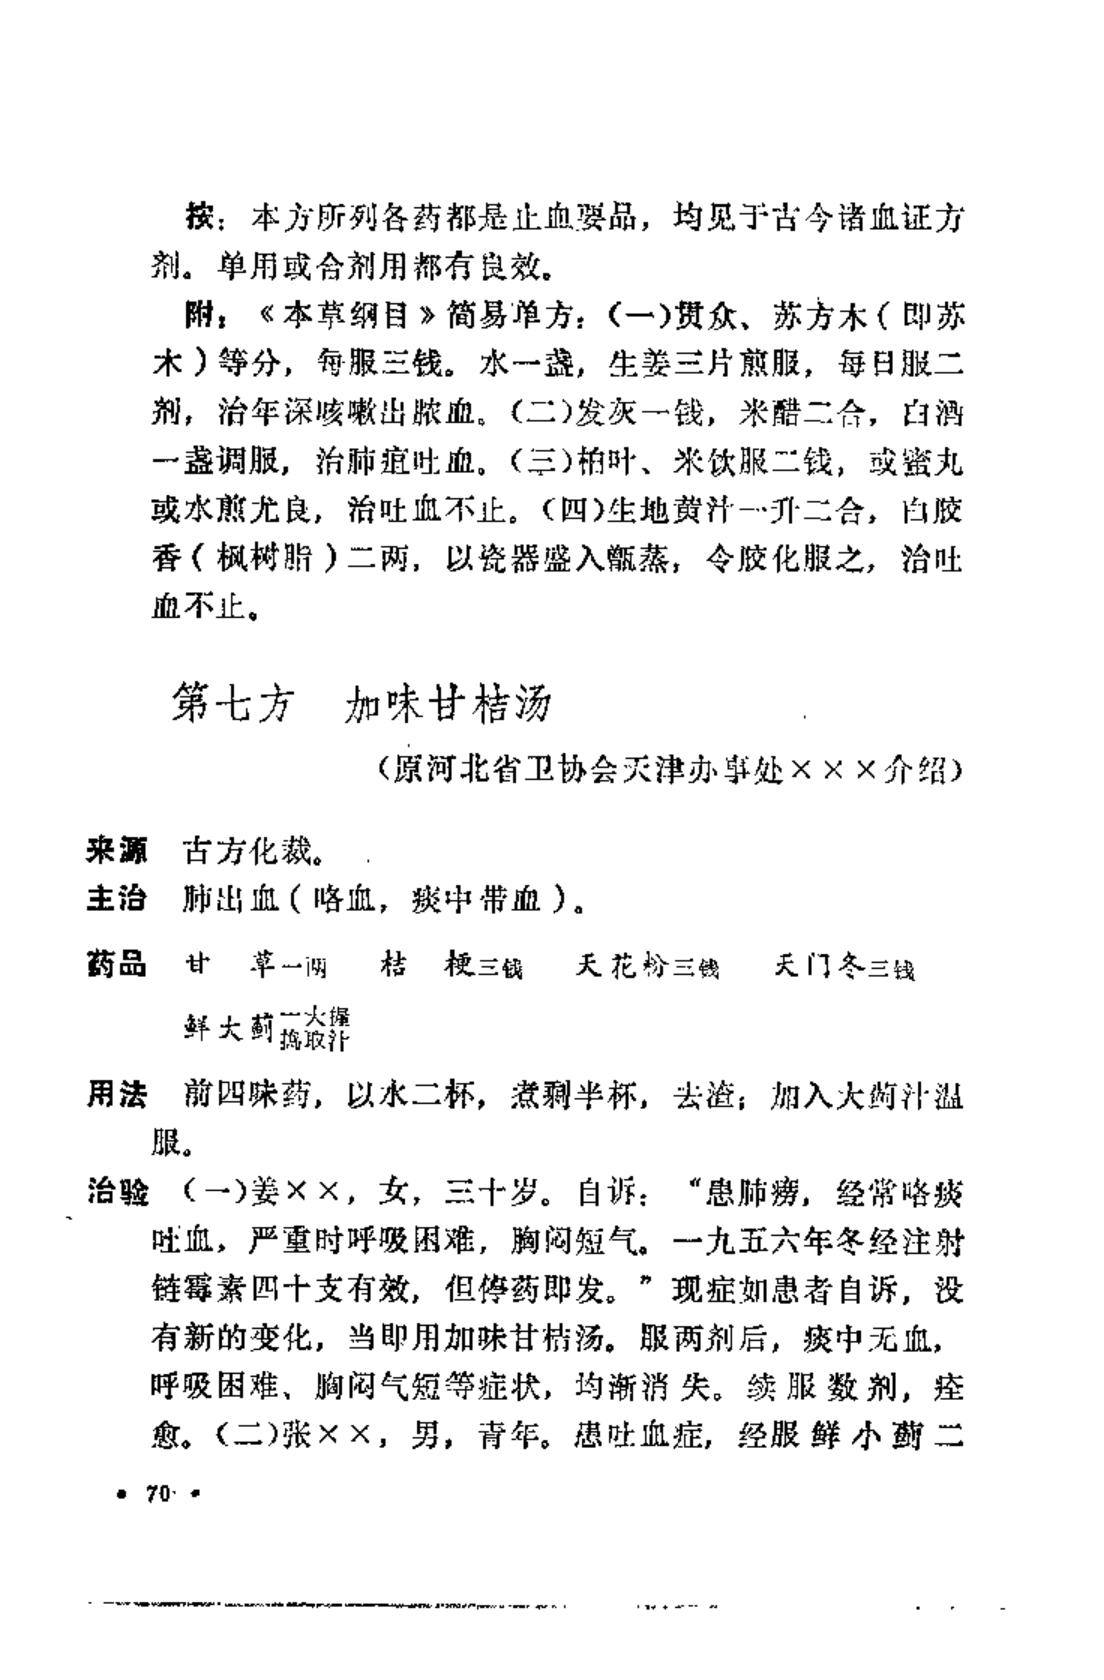 按：本方所列各药都是止血要品，均见于古今诸血证方
剂。单用或合剂用都有良效。
附：《本草纲目》简易单方：（一）贯众、苏方木（即苏
木）等分，每服三钱。水一盏，生姜三片煎服，每日服二
剂，治年深咳嗽出脓血。（二）发灰一钱，米醋二合，白酒
一盏调服，治肺疽吐血。（三）柏叶、米饮服二钱，或蜜丸
或水煎尤良，治吐血不止。（四）生地黄汁一升二合，白胶
香（枫树脂）二两，以瓷器盛入甑蒸，令胶化服之，治吐
血不止。
第七方 加味甘桔汤
（原河北省卫协会天津办事处×××介绍）
来源 古方化裁。
主治 肺出血（咯血，痰中带血）。
药品 甘 草一两 桔 梗三钱 天花粉三钱 天门冬三钱
鲜大蓟一大握捣取汁
用法 前四味药，以水二杯，煮剩半杯，去渣；加入大蓟汁温
服。
治验 （一）姜××，女，三十岁。自诉：“患肺痨，经常咯痰
吐血，严重时呼吸困难，胸闷短气。一九五六年冬经注射
链霉素四十支有效，但停药即发。”现症如患者自诉，没
有新的变化，当即用加味甘桔汤。服两剂后，痰中无血，
呼吸困难、胸闷气短等症状，均渐消失。续服数剂，痊
愈。（二）张××，男，青年。患吐血症，经服鲜小蓟二
• 70 •